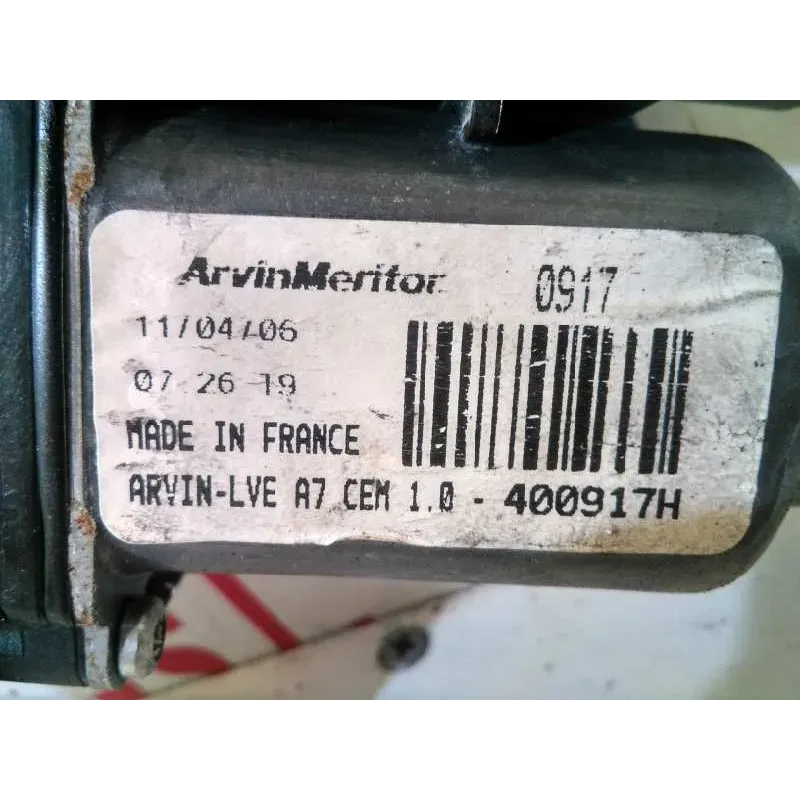 ArvinMeritor 0917
11/04/06
07 26 19
MADE IN FRANCE
ARVIN-LVE A7 CEM 1.0 - 400917H